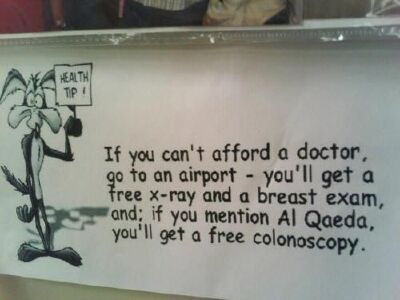 HEALTH
TIP !
If you can't afford a doctor,
go to an airport - you'll get a
free x-ray and a breast exam,
and; if you mention Al Qaeda,
you'll get a free colonoscopy.